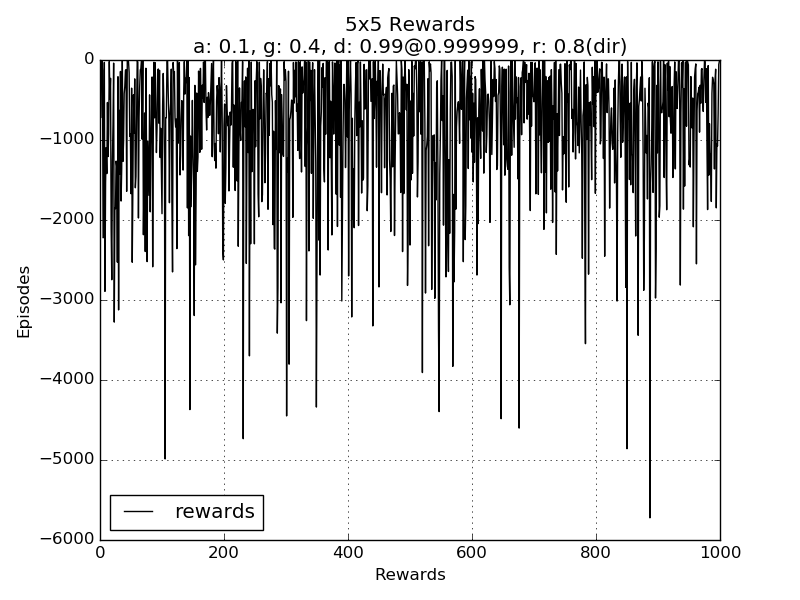 5x5 Rewards
a: 0.1, g: 0.4, d: 0.99@0.999999, r: 0.8(dir)
0
−1000
−2000
−3000
−4000
−5000
−6000
Episodes
rewards
0 200 400 600 800 1000
Rewards